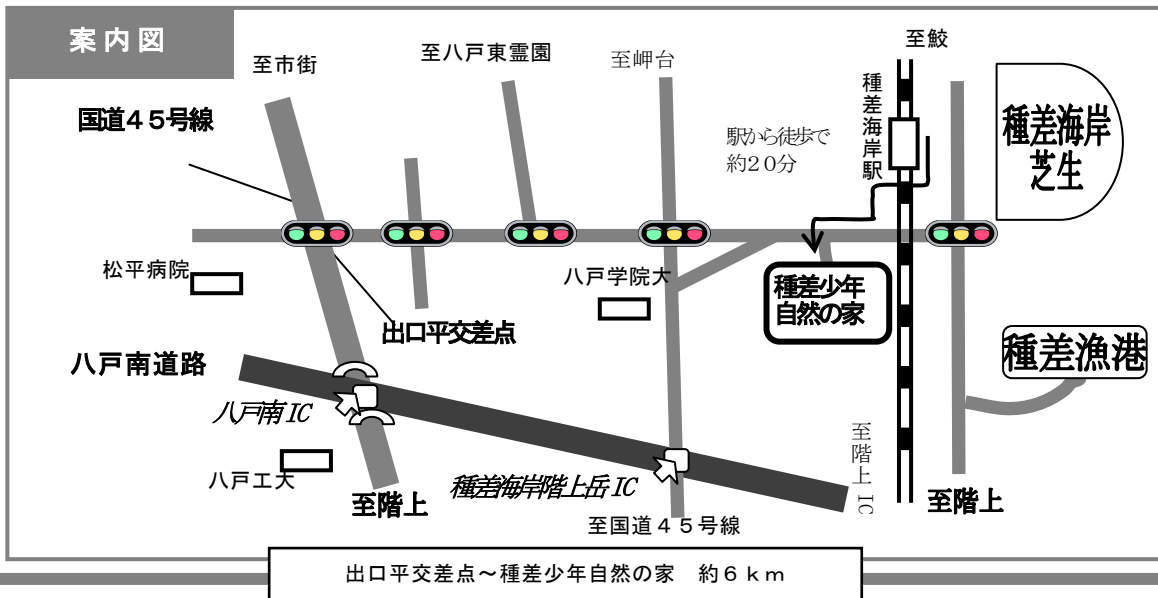 案内図
至市街
至八戸東霊園
至岬台
至鮫
国道４５号線
種差海岸駅
種差海岸
芝生
駅から徒歩で
約２０分
松平病院
八戸学院大
種差少年
自然の家
出口平交差点
八戸南道路
種差漁港
八戸南IC
八戸工大
種差海岸階上岳IC
至階上IC
至階上
至階上
至国道４５号線
出口平交差点～種差少年自然の家　約６ｋｍ